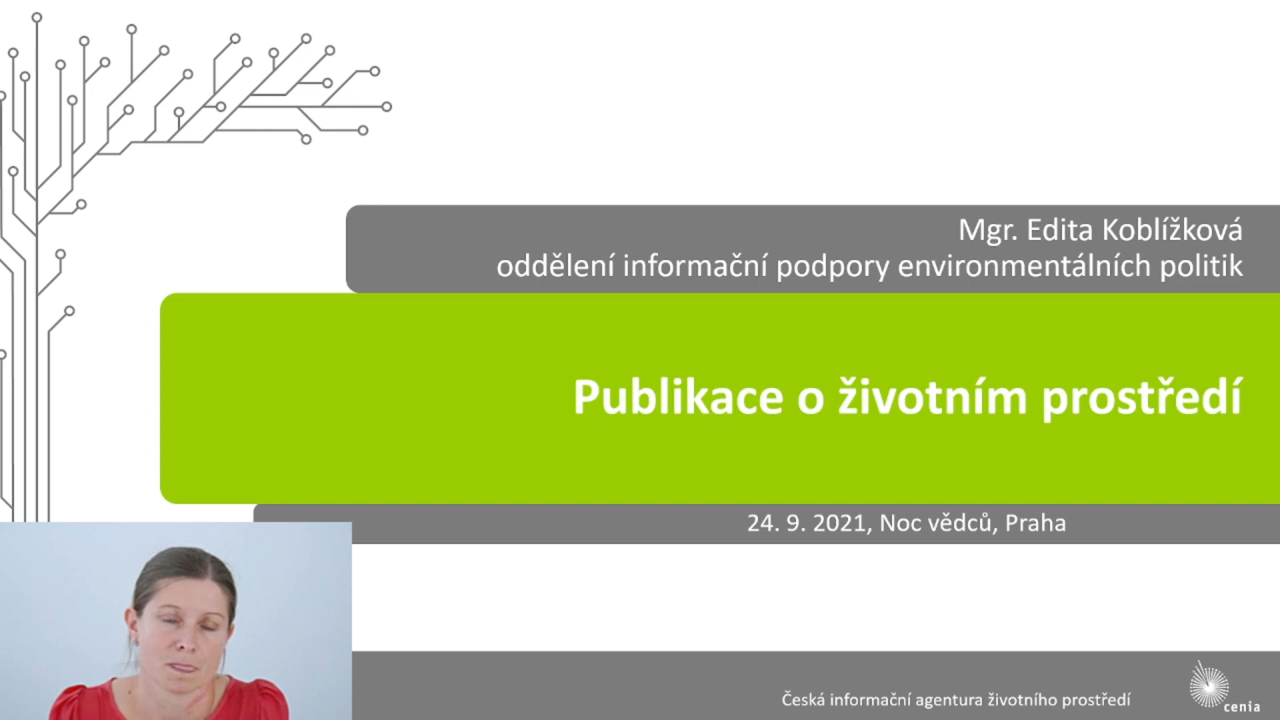 Mgr. Edita Koblížková
oddělení informační podpory environmentálních politik
Publikace o životním prostředí
24. 9. 2021, Noc vědců, Praha
Česká informační agentura životního prostředí
cenia